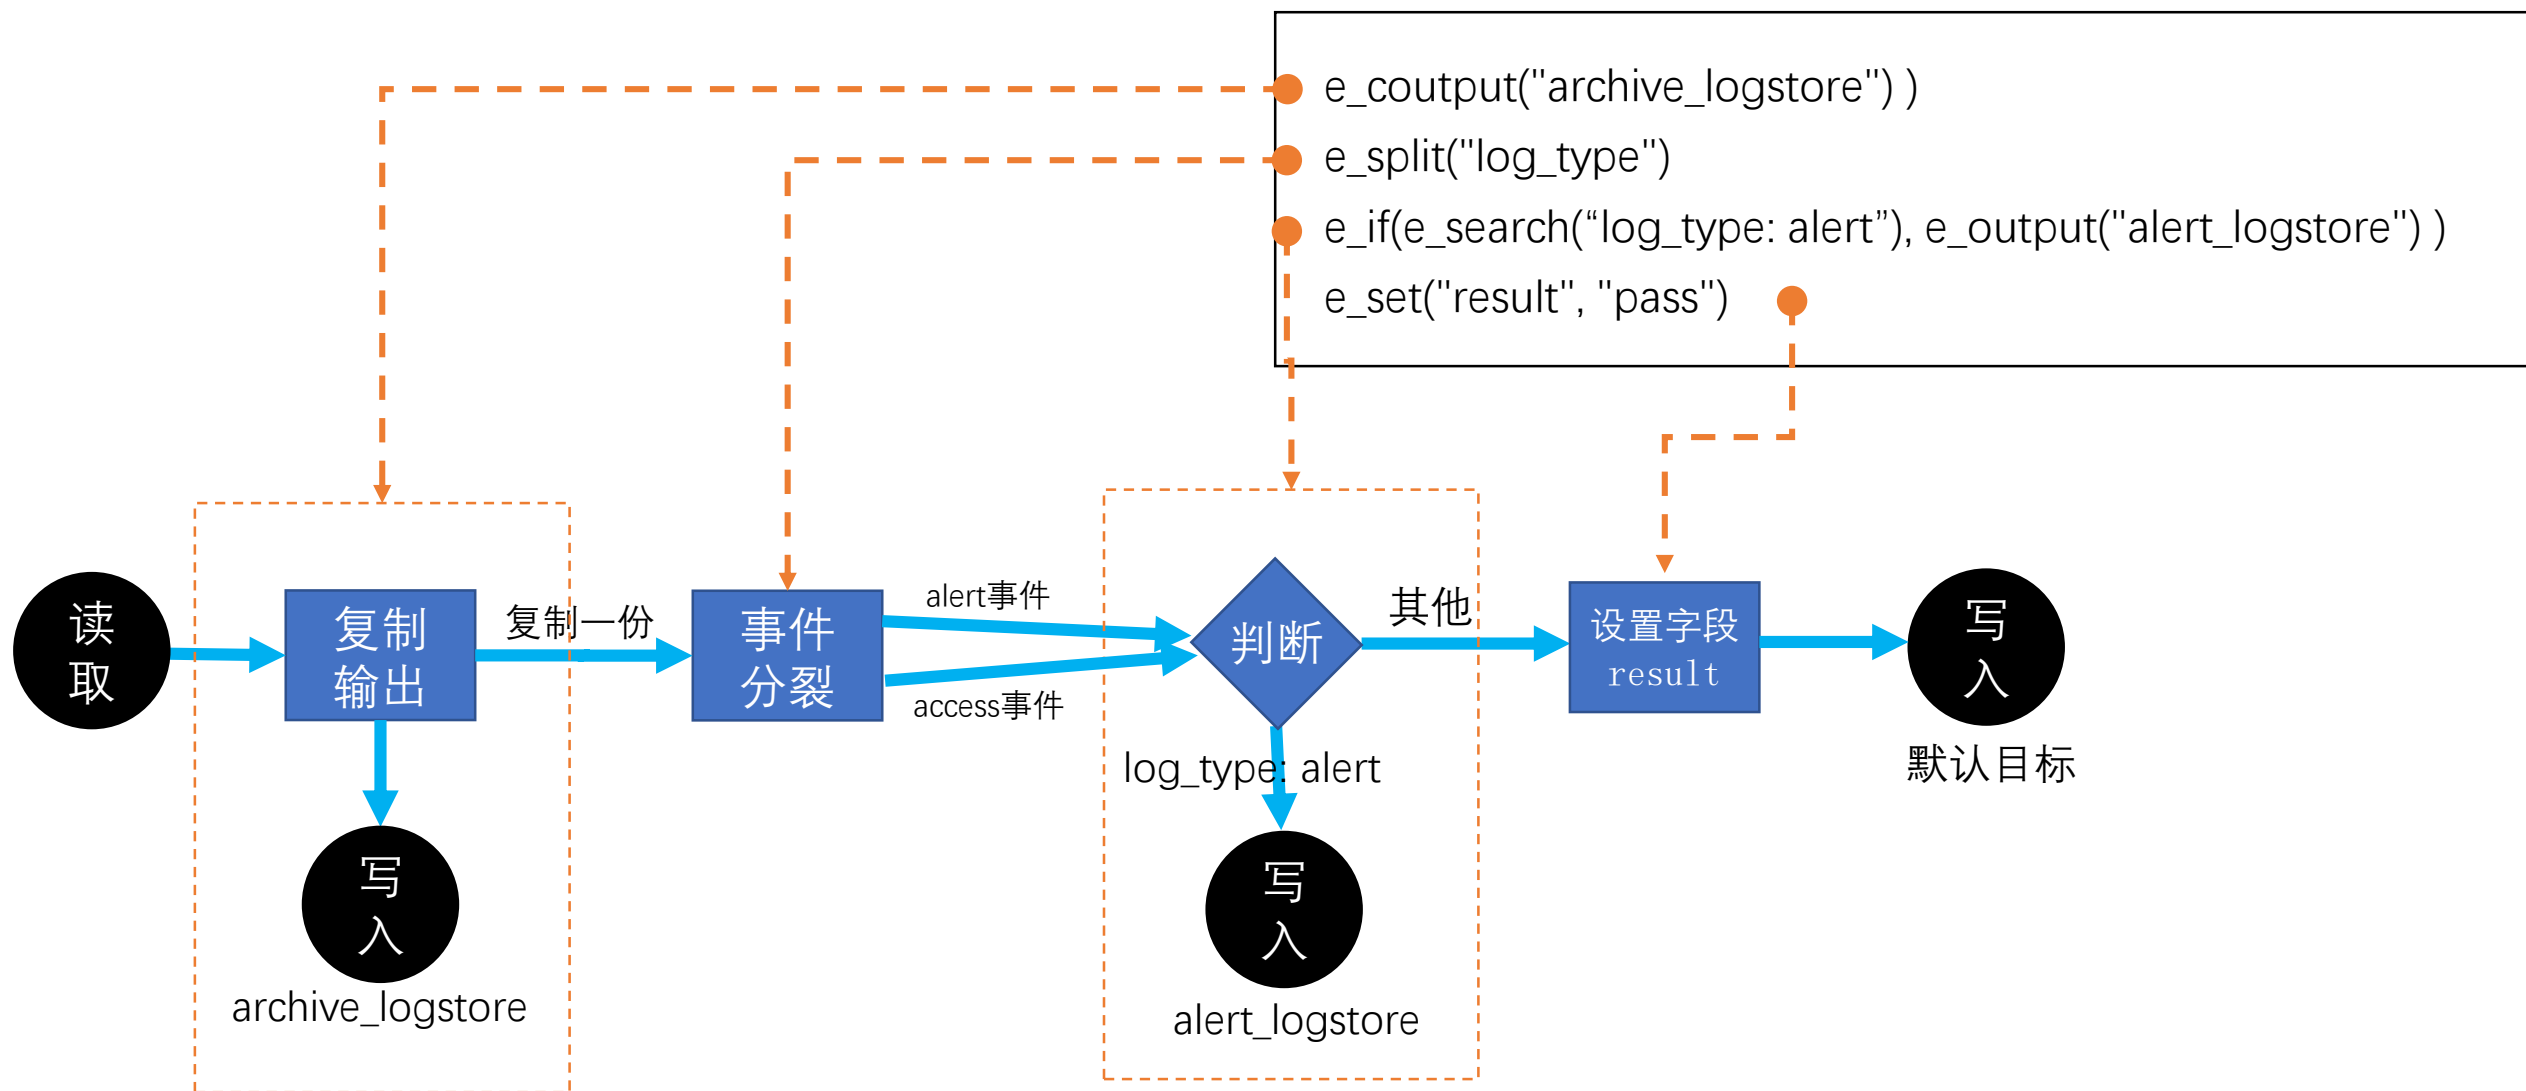 e_coutput("archive_logstore") )
e_split("log_type")
e_if(e_search(“log_type: alert”), e_output("alert_logstore") )
e_set("result", "pass")
读
取
复制
输出
复制一份
事件
分裂
alert事件
access事件
判断
其他
设置字段
result
写
入
默认目标
log_type: alert
写
入
archive_logstore
写
入
alert_logstore